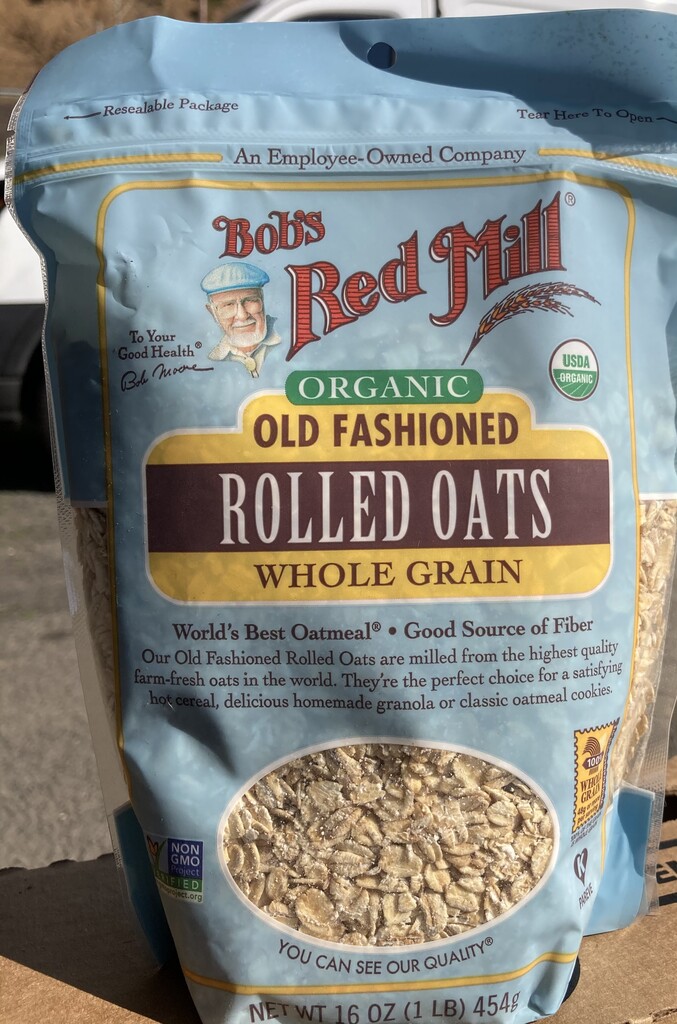 Resealable Package
Tear Here To Open
An Employee-Owned Company
Bob's
Red Mill®
To Your
Good Health®
Bob Moore
USDA
ORGANIC
ORGANIC
OLD FASHIONED
ROLLED OATS
WHOLE GRAIN
World's Best Oatmeal® • Good Source of Fiber
Our Old Fashioned Rolled Oats are milled from the highest quality
farm-fresh oats in the world. They're the perfect choice for a satisfying
hot cereal, delicious homemade granola or classic oatmeal cookies.
100%
WHOLE
GRAIN
NON
GMO
Project
PAREVE
YOU CAN SEE OUR QUALITY®
NET WT 16 OZ (1 LB) 454g